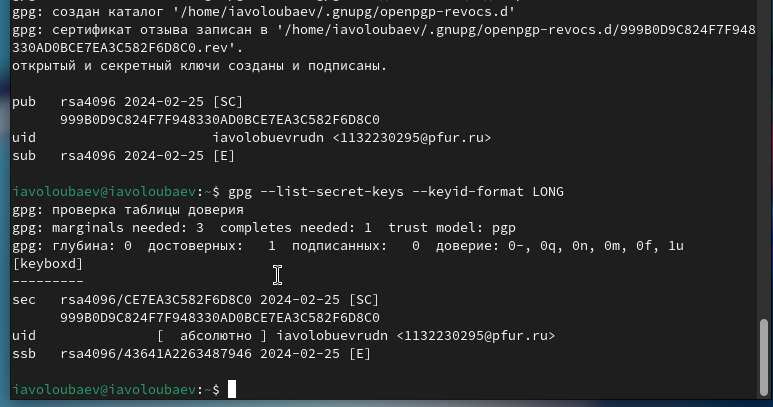 gpg: создан каталог '/home/iavoloubaev/.gnupg/openpgp-revocs.d'
gpg: сертификат отзыва записан в '/home/iavoloubaev/.gnupg/openpgp-revocs.d/999B0D9C824F7F948
330AD0BCE7EA3C582F6D8C0.rev'.
открытый и секретный ключи созданы и подписаны.
pub   rsa4096 2024-02-25 [SC]
      999B0D9C824F7F948330AD0BCE7EA3C582F6D8C0
uid                      iavolobuevrudn <1132230295@pfur.ru>
sub   rsa4096 2024-02-25 [E]
iavoloubaev@iavoloubaev:~$ gpg --list-secret-keys --keyid-format LONG
gpg: проверка таблицы доверия
gpg: marginals needed: 3  completes needed: 1  trust model: pgp
gpg: глубина: 0  достоверных:   1  подписанных:   0  доверие: 0-, 0q, 0n, 0m, 0f, 1u
[keyboxd]
---------
sec   rsa4096/CE7EA3C582F6D8C0 2024-02-25 [SC]
      999B0D9C824F7F948330AD0BCE7EA3C582F6D8C0
uid              [  абсолютно ] iavolobuevrudn <1132230295@pfur.ru>
ssb   rsa4096/43641A2263487946 2024-02-25 [E]
iavoloubaev@iavoloubaev:~$